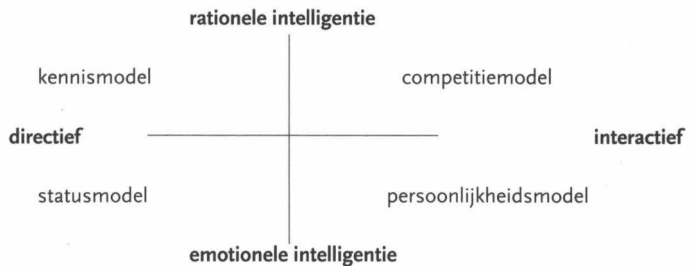 rationele intelligentie
kennismodel competitiemodel
directief interactief
statusmodel persoonlijkheidsmodel
emotionele intelligentie